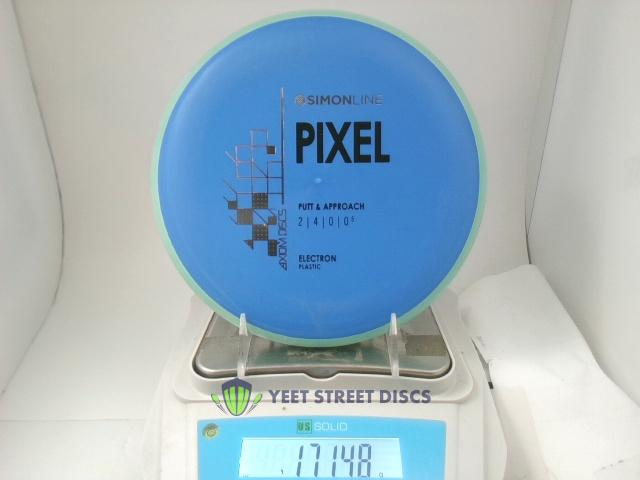 SIMONLINE
PIXEL
PUTT & APPROACH
2|4|0|0.5
AXIOM DISCS
ELECTRON
PLASTIC
YEET STREET DISCS
US SOLID
171.48 g